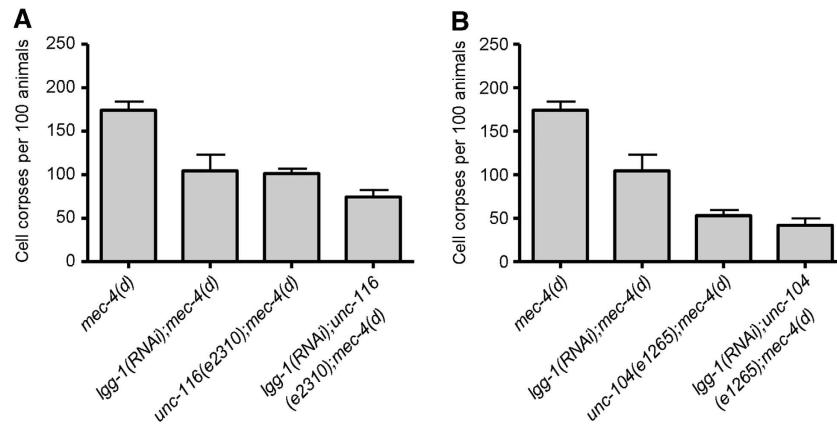 A
Cell corpses per 100 animals
250
200
150
100
50
0
mec-4(d)
lgg-1(RNAi);mec-4(d)
unc-116(e2310);mec-4(d)
lgg-1(RNAi);unc-116
(e2310);mec-4(d)
B
Cell corpses per 100 animals
250
200
150
100
50
0
mec-4(d)
lgg-1(RNAi);mec-4(d)
unc-104(e1265);mec-4(d)
lgg-1(RNAi);unc-104
(e1265);mec-4(d)